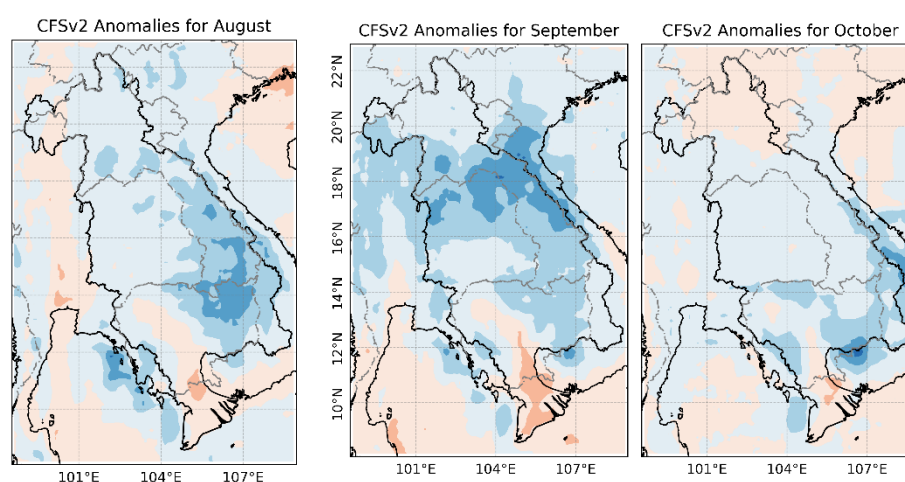 CFSv2 Anomalies for August
CFSv2 Anomalies for September
CFSv2 Anomalies for October
22°N
20°N
18°N
16°N
14°N
12°N
10°N
101°E 104°E 107°E
101°E 104°E 107°E
101°E 104°E 107°E